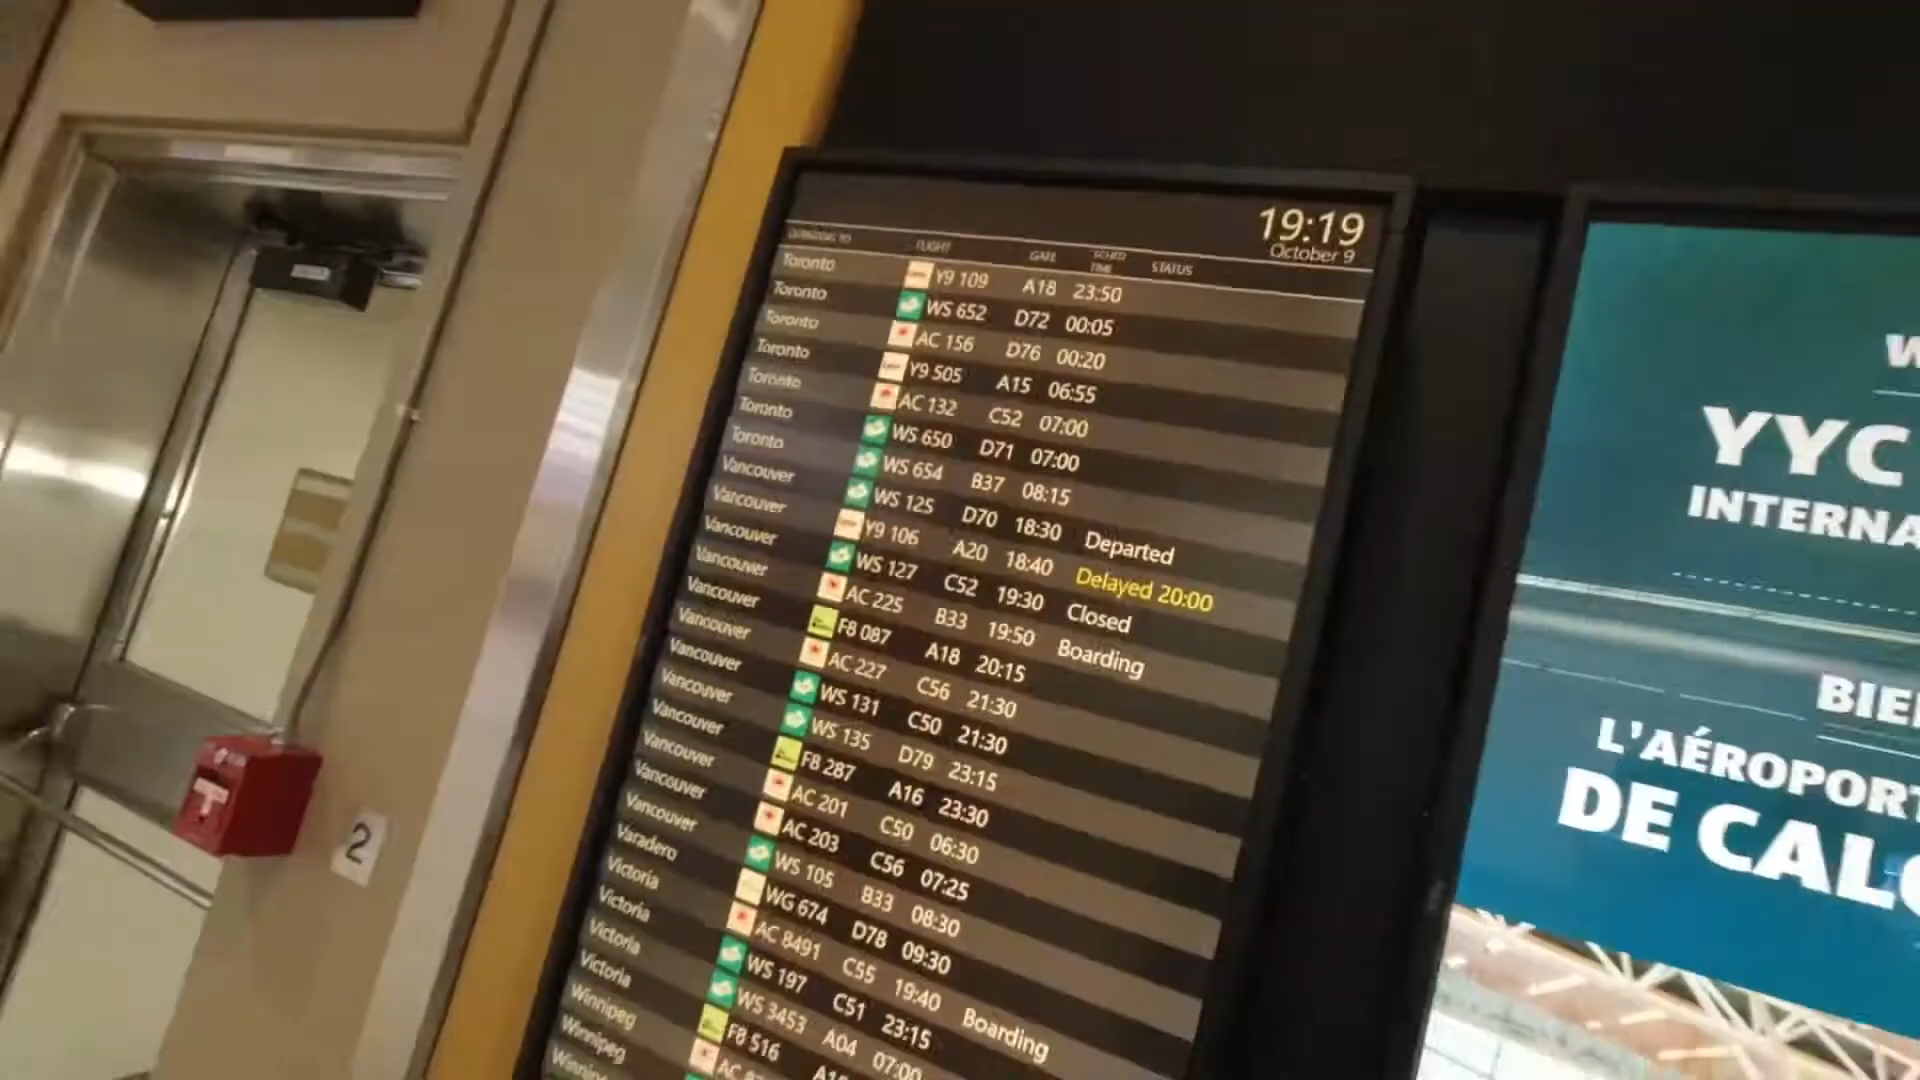 19:19
October 9
FLIGHT GATE SCHED TIME STATUS
Toronto Y9 109 A18 23:50
Toronto WS 652 D72 00:05
Toronto AC 156 D76 00:20
Toronto Y9 505 A15 06:55
Toronto AC 132 C52 07:00
Toronto WS 650 D71 07:00
Toronto WS 654 B37 08:15
Vancouver WS 125 D70 18:30 Departed
Vancouver Y9 106 A20 18:40 Delayed 20:00
Vancouver WS 127 C52 19:30 Closed
Vancouver AC 225 B33 19:50 Boarding
Vancouver F8 087 A18 20:15
Vancouver AC 227 C56 21:30
Vancouver WS 131 C50 21:30
Vancouver WS 135 D79 23:15
Vancouver F8 287 A16 23:30
Vancouver AC 201 C50 06:30
Vancouver AC 203 C56 07:25
Vancouver WS 105 B33 08:30
Varadero WG 674 D78 09:30
Victoria AC 8491 C55 19:40 Boarding
Victoria WS 197 C51 23:15
Victoria WS 3453 A04 07:00
Victoria F8 516
Winnipeg AC
Winnipeg
YYC
INTERNA
BIE
L'AÉROPORT
DE CALG
2